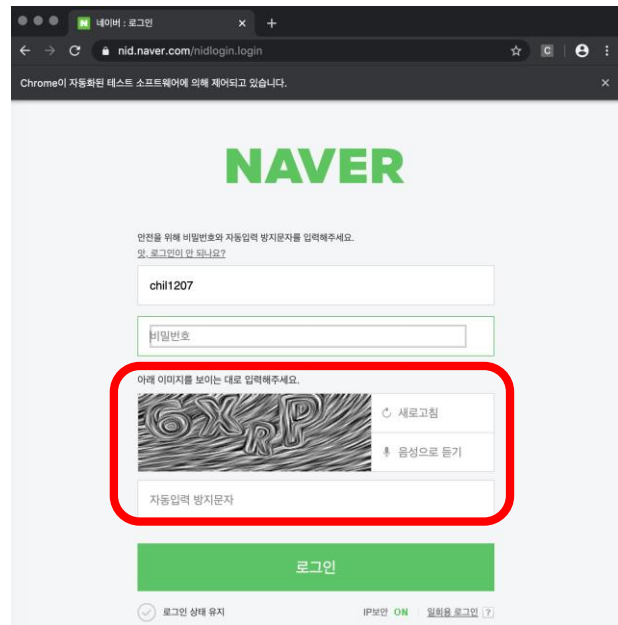 네이버 : 로그인
nid.naver.com/nidlogin.login
C
Chrome이 자동화된 테스트 소프트웨어에 의해 제어되고 있습니다.
NAVER
안전을 위해 비밀번호와 자동입력 방지문자를 입력해주세요.
앗, 로그인이 안 되나요?
chil1207
비밀번호
아래 이미지를 보이는 대로 입력해주세요.
6XRP
새로고침
음성으로 듣기
자동입력 방지문자
로그인
로그인 상태 유지 IP보안 ON 일회용 로그인 ?